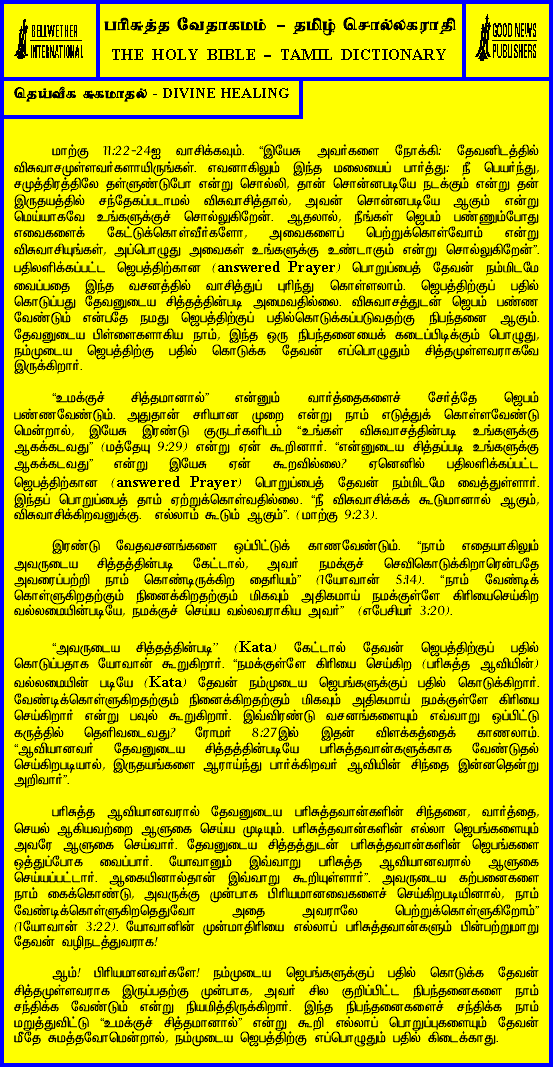 BELLWETHER
INTERNATIONAL
பரிசுத்த வேதாகமம் – தமிழ் சொல்லகராதி
THE HOLY BIBLE – TAMIL DICTIONARY
GOOD NEWS
PUBLISHERS
தெய்வீக சுகமாதல் - DIVINE HEALING
மாற்கு 11:22-24ஐ வாசிக்கவும். “இயேசு அவர்களை நோக்கி: தேவனிடத்தில்
விசுவாசமுள்ளவர்களாயிருங்கள். எவனாகிலும் இந்த மலையைப் பார்த்து: நீ பெயர்ந்து,
சமுத்திரத்திலே தள்ளுண்டுபோ என்று சொல்லி, தான் சொன்னபடியே நடக்கும் என்று தன்
இருதயத்தில் சந்தேகப்படாமல் விசுவாசித்தால், அவன் சொன்னபடியே ஆகும் என்று
மெய்யாகவே உங்களுக்குச் சொல்லுகிறேன். ஆதலால், நீங்கள் ஜெபம் பண்ணும்போது
எவைகளைக் கேட்டுக்கொள்வீர்களோ, அவைகளைப் பெற்றுக்கொள்வோம் என்று
விசுவாசியுங்கள், அப்பொழுது அவைகள் உங்களுக்கு உண்டாகும் என்று சொல்லுகிறேன்”.
பதிலளிக்கப்பட்ட ஜெபத்திற்கான (answered Prayer) பொறுப்பைத் தேவன் நம்மிடமே
வைப்பதை இந்த வசனத்தில் வாசித்துப் புரிந்து கொள்ளலாம். ஜெபத்திற்குப் பதில்
கொடுப்பது தேவனுடைய சித்தத்தின்படி அமைவதில்லை. விசுவாசத்துடன் ஜெபம் பண்ண
வேண்டும் என்பதே நமது ஜெபத்திற்குப் பதில்கொடுக்கப்படுவதற்கு நிபந்தனை ஆகும்.
தேவனுடைய பிள்ளைகளாகிய நாம், இந்த ஒரு நிபந்தனையைக் கடைப்பிடிக்கும் பொழுது,
நம்முடைய ஜெபத்திற்கு பதில் கொடுக்க தேவன் எப்பொழுதும் சித்தமுள்ளவராகவே
இருக்கிறார்.
“உமக்குச் சித்தமானால்” என்னும் வார்த்தைகளைச் சேர்த்தே ஜெபம்
பண்ணவேண்டும். அதுதான் சரியான முறை என்று நாம் எடுத்துக் கொள்ளவேண்டு
மென்றால், இயேசு இரண்டு குருடர்களிடம் “உங்கள் விசுவாசத்தின்படி உங்களுக்கு
ஆகக்கடவது” (மத்தேயு 9:29) என்று ஏன் கூறினார். “என்னுடைய சித்தப்படி உங்களுக்கு
ஆகக்கடவது” என்று இயேசு ஏன் கூறவில்லை? ஏனெனில் பதிலளிக்கப்பட்ட
ஜெபத்திற்கான (answered Prayer) பொறுப்பைத் தேவன் நம்மிடமே வைத்துள்ளார்.
இந்தப் பொறுப்பைத் தாம் ஏற்றுக்கொள்வதில்லை. “நீ விசுவாசிக்கக் கூடுமானால் ஆகும்,
விசுவாசிக்கிறவனுக்கு. எல்லாம் கூடும் ஆகும்”. (மாற்கு 9:23).
இரண்டு வேதவசனங்களை ஒப்பிட்டுக் காணவேண்டும். “நாம் எதையாகிலும்
அவருடைய சித்தத்தின்படி கேட்டால், அவர் நமக்குச் செவிகொடுக்கிறாரென்பதே
அவரைப்பற்றி நாம் கொண்டிருக்கிற தைரியம்” (1யோவான் 5:14). “நாம் வேண்டிக்
கொள்ளுகிறதற்கும் நினைக்கிறதற்கும் மிகவும் அதிகமாய் நமக்குள்ளே கிரியைசெய்கிற
வல்லமையின்படியே, நமக்குச் செய்ய வல்லவராகிய அவர்” (எபேசியர் 3:20).
“அவருடைய சித்தத்தின்படி” (Kata) கேட்டால் தேவன் ஜெபத்திற்குப் பதில்
கொடுப்பதாக யோவான் கூறுகிறார். “நமக்குள்ளே கிரியை செய்கிற (பரிசுத்த ஆவியின்)
வல்லமையின் படியே (Kata) தேவன் நம்முடைய ஜெபங்களுக்குப் பதில் கொடுக்கிறார்.
வேண்டிக்கொள்ளுகிறதற்கும் நினைக்கிறதற்கும் மிகவும் அதிகமாய் நமக்குள்ளே கிரியை
செய்கிறார் என்று பவுல் கூறுகிறார். இவ்விரண்டு வசனங்களையும் எவ்வாறு ஒப்பிட்டு
கருத்தில் தெளிவடைவது? ரோமர் 8:27இல் இதன் விளக்கத்தைக் காணலாம்.
“ஆவியானவர் தேவனுடைய சித்தத்தின்படியே பரிசுத்தவான்களுக்காக வேண்டுதல்
செய்கிறபடியால், இருதயங்களை ஆராய்ந்து பார்க்கிறவர் ஆவியின் சிந்தை இன்னதென்று
அறிவார்”.
பரிசுத்த ஆவியானவரால் தேவனுடைய பரிசுத்தவான்களின் சிந்தனை, வார்த்தை,
செயல் ஆகியவற்றை ஆளுகை செய்ய முடியும். பரிசுத்தவான்களின் எல்லா ஜெபங்களையும்
அவரே ஆளுகை செய்வார். தேவனுடைய சித்தத்துடன் பரிசுத்தவான்களின் ஜெபங்களை
ஒத்துப்போக வைப்பார். யோவானும் இவ்வாறு பரிசுத்த ஆவியானவரால் ஆளுகை
செய்யப்பட்டார். ஆகையினால்தான் இவ்வாறு கூறியுள்ளார்”. அவருடைய கற்பனைகளை
நாம் கைக்கொண்டு, அவருக்கு முன்பாக பிரியமானவைகளைச் செய்கிறபடியினால், நாம்
வேண்டிக்கொள்ளுகிறதெதுவோ அதை அவராலே பெற்றுக்கொள்ளுகிறோம்”
(1யோவான் 3:22). யோவானின் முன்மாதிரியை எல்லாப் பரிசுத்தவான்களும் பின்பற்றுமாறு
தேவன் வழிநடத்துவராக!
ஆம்! பிரியமானவர்களே! நம்முடைய ஜெபங்களுக்குப் பதில் கொடுக்க தேவன்
சித்தமுள்ளவராக இருப்பதற்கு முன்பாக, அவர் சில குறிப்பிட்ட நிபந்தனைகளை நாம்
சந்திக்க வேண்டும் என்று நியமித்திருக்கிறார். இந்த நிபந்தனைகளைச் சந்திக்க நாம்
மறுத்துவிட்டு “உமக்குச் சித்தமானால்” என்று கூறி எல்லாப் பொறுப்புகளையும் தேவன்
மீதே சுமத்தவோமென்றால், நம்முடைய ஜெபத்திற்கு எப்பொழுதும் பதில் கிடைக்காது.